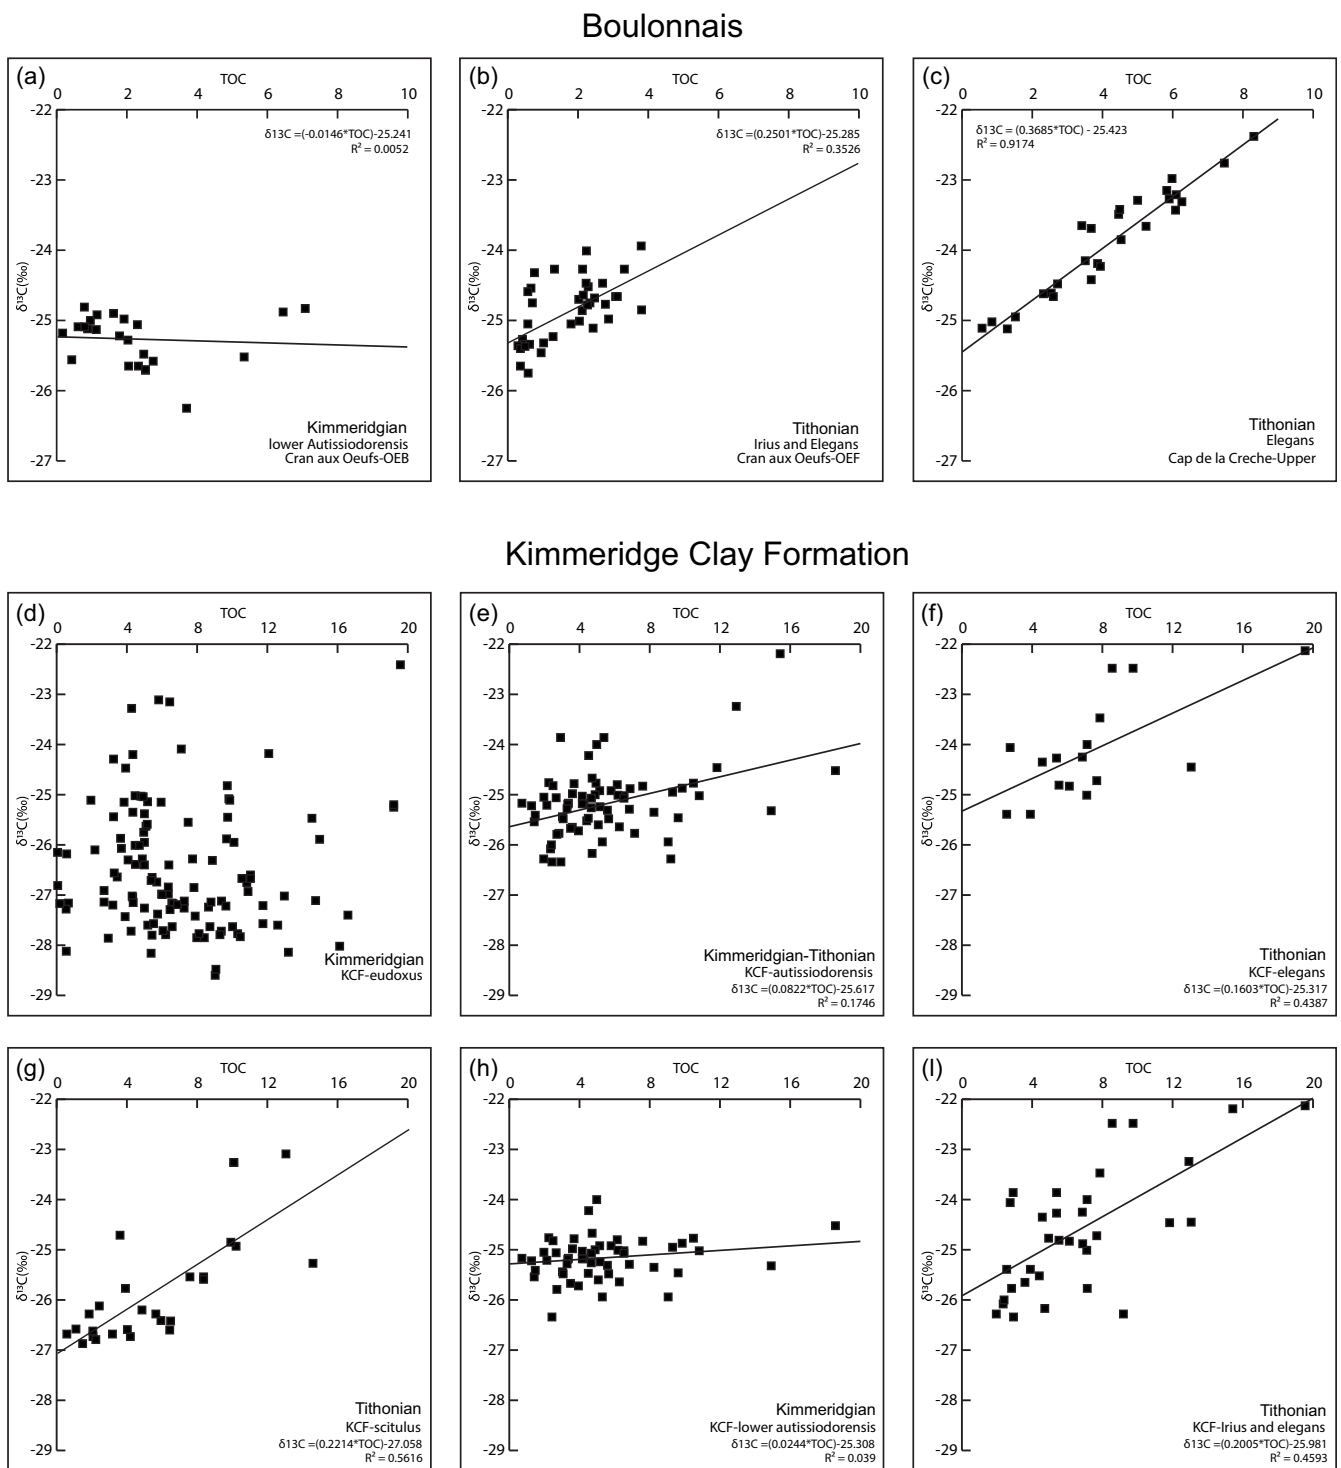 Boulonnais
(a)
TOC
0 2 4 6 8 10
-22
-23
-24
-25
-26
-27
δ¹³C(‰)
δ13C =(-0.0146*TOC)-25.241
R² = 0.0052
Kimmeridgian
lower Autissiodorensis
Cran aux Oeufs-OEB
(b)
TOC
0 2 4 6 8 10
-22
-23
-24
-25
-26
-27
δ¹³C(‰)
δ13C =(0.2501*TOC)-25.285
R² = 0.3526
Tithonian
Irius and Elegans
Cran aux Oeufs-OEF
(c)
TOC
0 2 4 6 8 10
-22
-23
-24
-25
-26
-27
δ¹³C(‰)
δ13C = (0.3685*TOC) - 25.423
R² = 0.9174
Tithonian
Elegans
Cap de la Creche-Upper
Kimmeridge Clay Formation
(d)
TOC
0 4 8 12 16 20
-22
-23
-24
-25
-26
-27
-28
-29
δ¹³C(‰)
Kimmeridgian
KCF-eudoxus
(e)
TOC
0 4 8 12 16 20
-22
-23
-24
-25
-26
-27
-28
-29
δ¹³C(‰)
Kimmeridgian-Tithonian
KCF-autissiodorensis
δ13C =(0.0822*TOC)-25.617
R² = 0.1746
(f)
TOC
0 4 8 12 16 20
-22
-23
-24
-25
-26
-27
-28
-29
δ¹³C(‰)
Tithonian
KCF-elegans
δ13C =(0.1603*TOC)-25.317
R² = 0.4387
(g)
TOC
0 4 8 12 16 20
-22
-23
-24
-25
-26
-27
-28
-29
δ¹³C(‰)
Tithonian
KCF-scitulus
δ13C =(0.2214*TOC)-27.058
R² = 0.5616
(h)
TOC
0 4 8 12 16 20
-22
-23
-24
-25
-26
-27
-28
-29
δ¹³C(‰)
Kimmeridgian
KCF-lower autissiodorensis
δ13C =(0.0244*TOC)-25.308
R² = 0.039
(I)
TOC
0 4 8 12 16 20
-22
-23
-24
-25
-26
-27
-28
-29
δ¹³C(‰)
Tithonian
KCF-Irius and elegans
δ13C =(0.2005*TOC)-25.981
R² = 0.4593